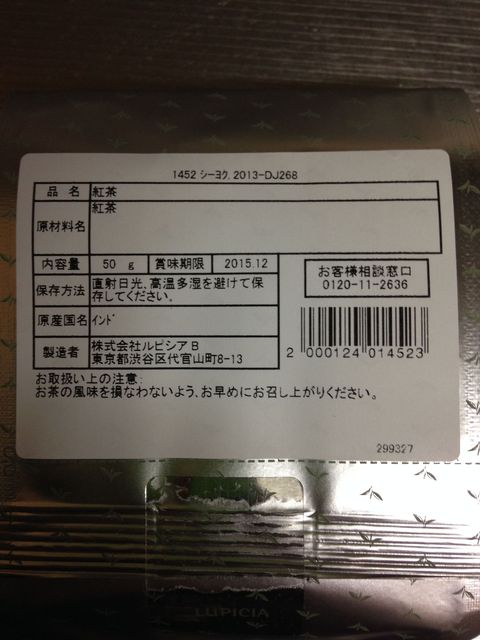 1452 シーヨク, 2013-DJ268
品名 紅茶
原材料名 紅茶
内容量 50 g 賞味期限 2015.12
保存方法 直射日光、高温多湿を避けて保
存してください。
原産国名 インド
製造者 株式会社ルピシア B
東京都渋谷区代官山町8-13
お客様相談窓口
0120-11-2636
2 000124 014523
お取扱い上の注意:
お茶の風味を損なわないよう、お早めにお召し上がりください。
299327
LUPICIA